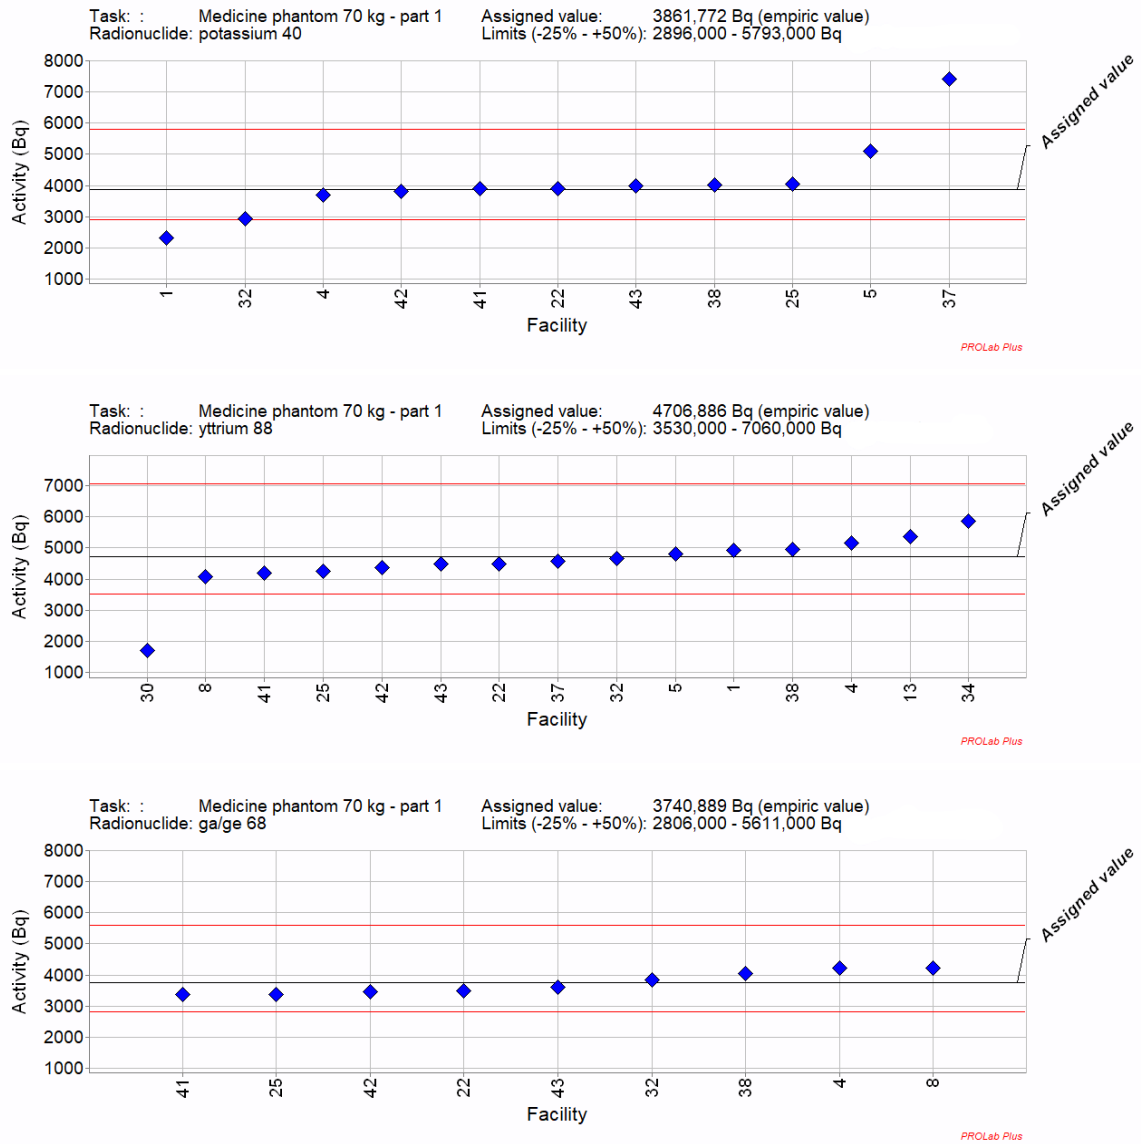 Task: : Medicine phantom 70 kg - part 1 Assigned value: 3861,772 Bq (empiric value)
Radionuclide: potassium 40 Limits (-25% - +50%): 2896,000 - 5793,000 Bq
Assigned value
8000
7000
6000
5000
4000
3000
2000
1000
Activity (Bq)
1 32 4 42 41 22 43 38 25 5 37
Facility
PROLab Plus
Task: : Medicine phantom 70 kg - part 1 Assigned value: 4706,886 Bq (empiric value)
Radionuclide: yttrium 88 Limits (-25% - +50%): 3530,000 - 7060,000 Bq
Assigned value
7000
6000
5000
4000
3000
2000
1000
Activity (Bq)
30 8 41 25 42 43 22 37 32 5 1 38 4 13 34
Facility
PROLab Plus
Task: : Medicine phantom 70 kg - part 1 Assigned value: 3740,889 Bq (empiric value)
Radionuclide: ga/ge 68 Limits (-25% - +50%): 2806,000 - 5611,000 Bq
Assigned value
8000
7000
6000
5000
4000
3000
2000
1000
Activity (Bq)
41 25 42 22 43 32 38 4 8
Facility
PROLab Plus